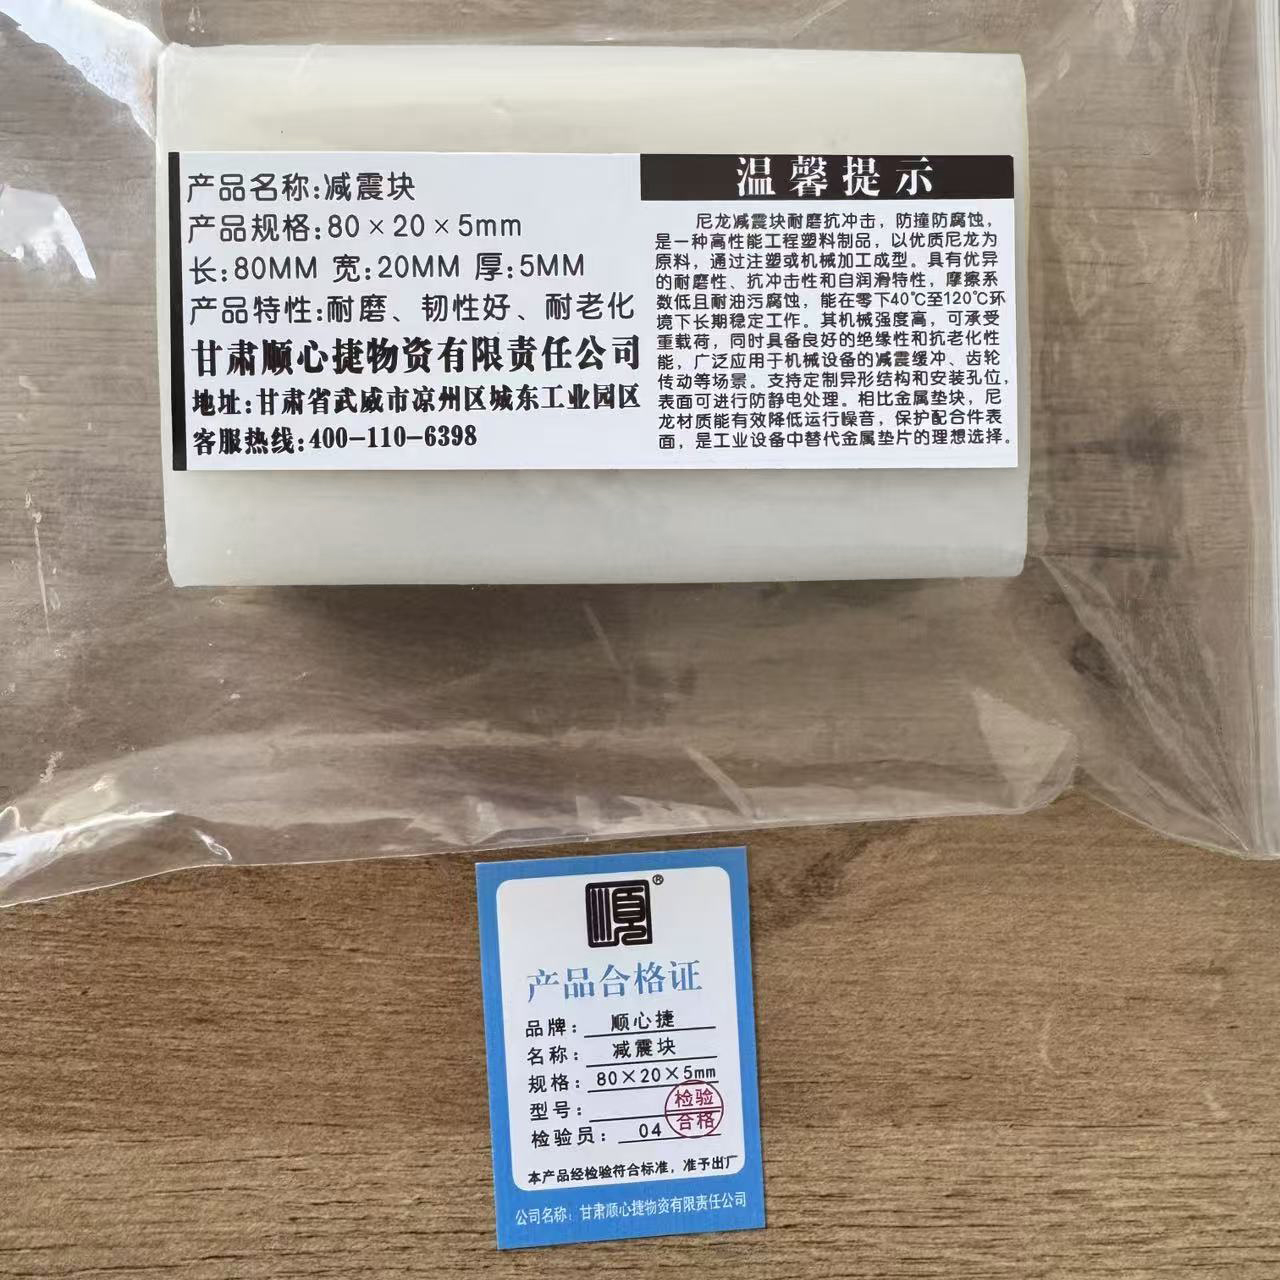 产品名称:减震块
产品规格:80×20×5mm
长:80MM 宽:20MM 厚:5MM
产品特性:耐磨、韧性好、耐老化
甘肃顺心捷物资有限责任公司
地址:甘肃省武威市凉州区城东工业园区
客服热线:400-110-6398
温馨提示
尼龙减震块耐磨抗冲击，防撞防腐蚀，
是一种高性能工程塑料制品，以优质尼龙为
原料，通过注塑或机械加工成型。具有优异
的耐磨性、抗冲击性和自润滑特性，摩擦系
数低且耐油污腐蚀，能在零下40℃至120℃环
境下长期稳定工作。其机械强度高，可承受
重载荷，同时具备良好的绝缘性和抗老化性
能，广泛应用于机械设备的减震缓冲、齿轮
传动等场景。支持定制异形结构和安装孔位，
表面可进行防静电处理。相比金属垫块，尼
龙材质能有效降低运行噪音，保护配合件表
面，是工业设备中替代金属垫片的理想选择。
順®
产品合格证
品牌: 顺心捷
名称: 减震块
规格: 80×20×5mm
型号:
检验员: 04
检验
合格
本产品经检验符合标准，准予出厂
公司名称: 甘肃顺心捷物资有限责任公司